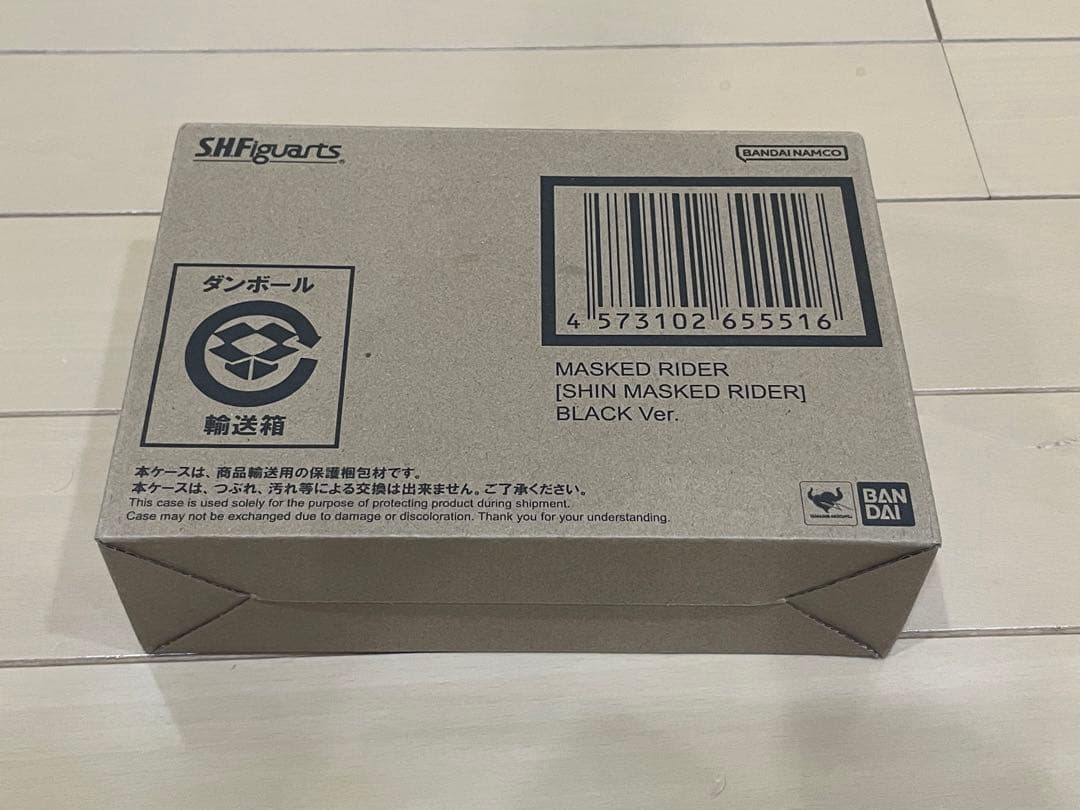 S.H.Figuarts
BANDAI NAMCO
4 573102 655516
MASKED RIDER
[SHIN MASKED RIDER]
BLACK Ver.
ダンボール
輸送箱
本ケースは、商品輸送用の保護梱包材です。
本ケースは、つぶれ、汚れ等による交換は出来ません。ご了承ください。
This case is used solely for the purpose of protecting product during shipment.
Case may not be exchanged due to damage or discoloration. Thank you for your understanding.
BAN
DAI